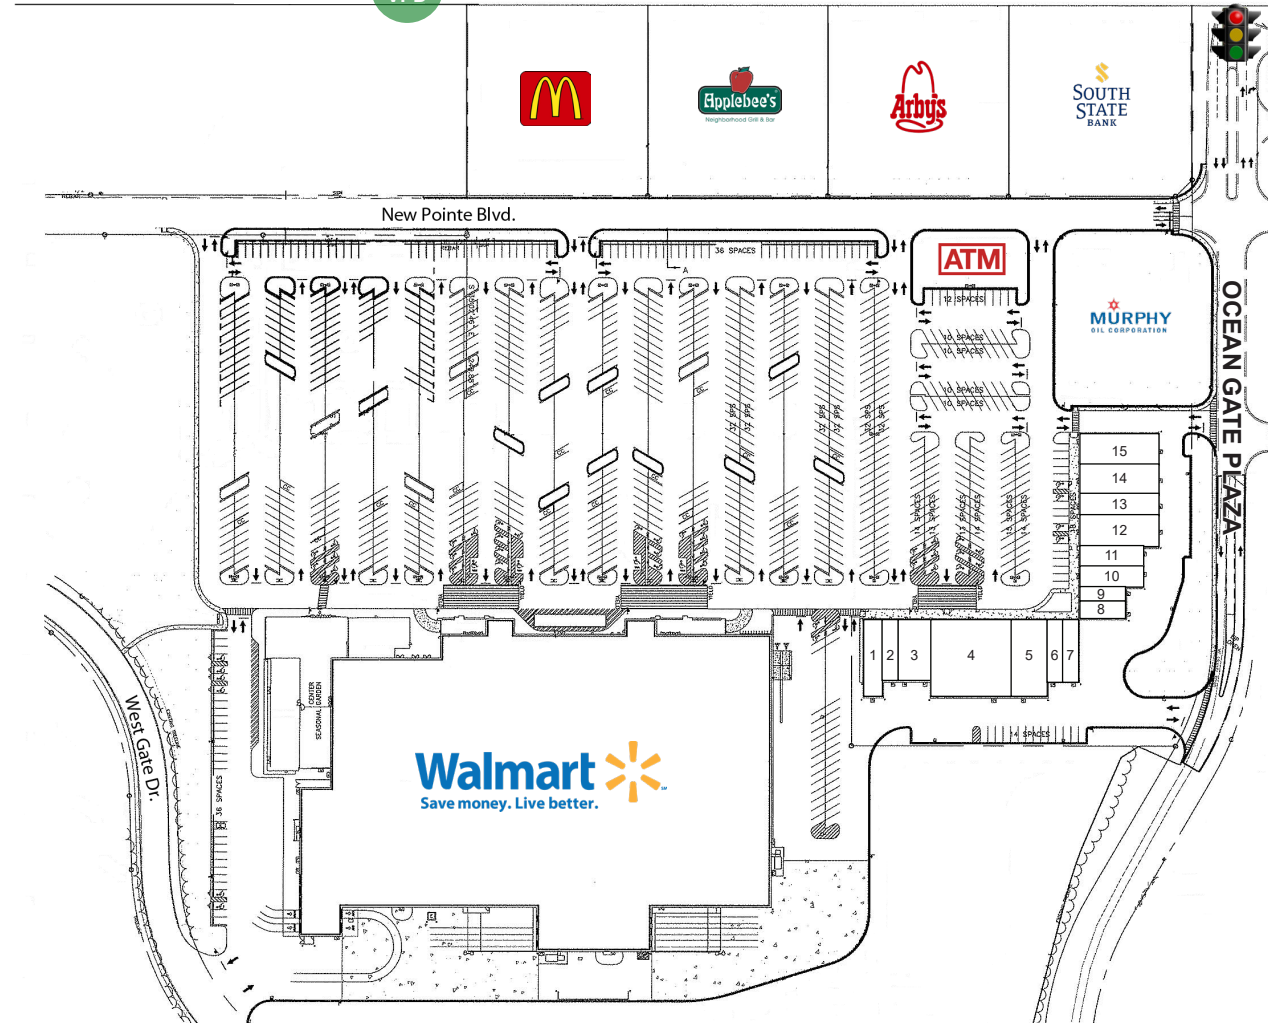 Applebee's
Neighborhood Grill & Bar
Arby's
SOUTH
STATE
BANK
New Pointe Blvd.
36 SPACES
A
ATM
12 SPACES
MURPHY
OIL CORPORATION
10 SPACES
10 SPACES
10 SPACES
10 SPACES
OCEAN GATE PLAZA
15
14
13
12
11
10
9
8
1
2
3
4
5
6
7
14 SPACES
CENTER
SEASONAL GARDEN
36 SPACES
West Gate Dr.
Walmart
Save money. Live better.